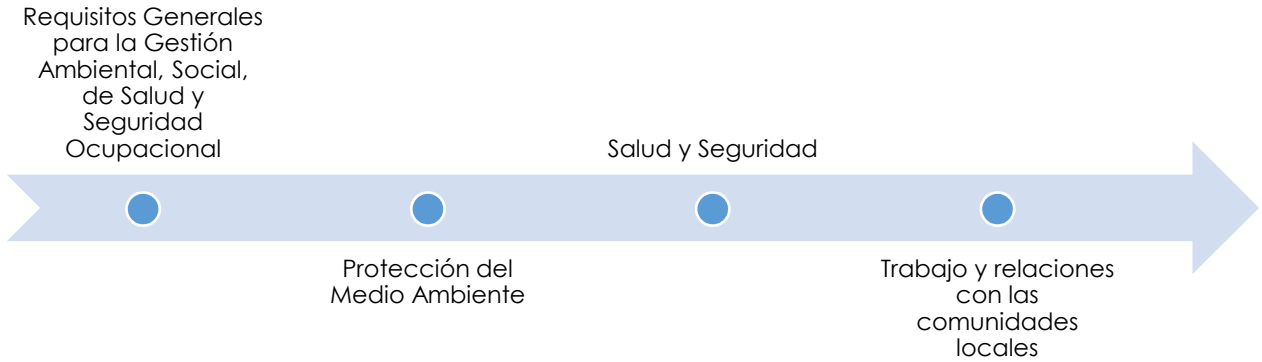 Requisitos Generales
para la Gestión
Ambiental, Social,
de Salud y
Seguridad
Ocupacional
Protección del
Medio Ambiente
Salud y Seguridad
Trabajo y relaciones
con las
comunidades
locales